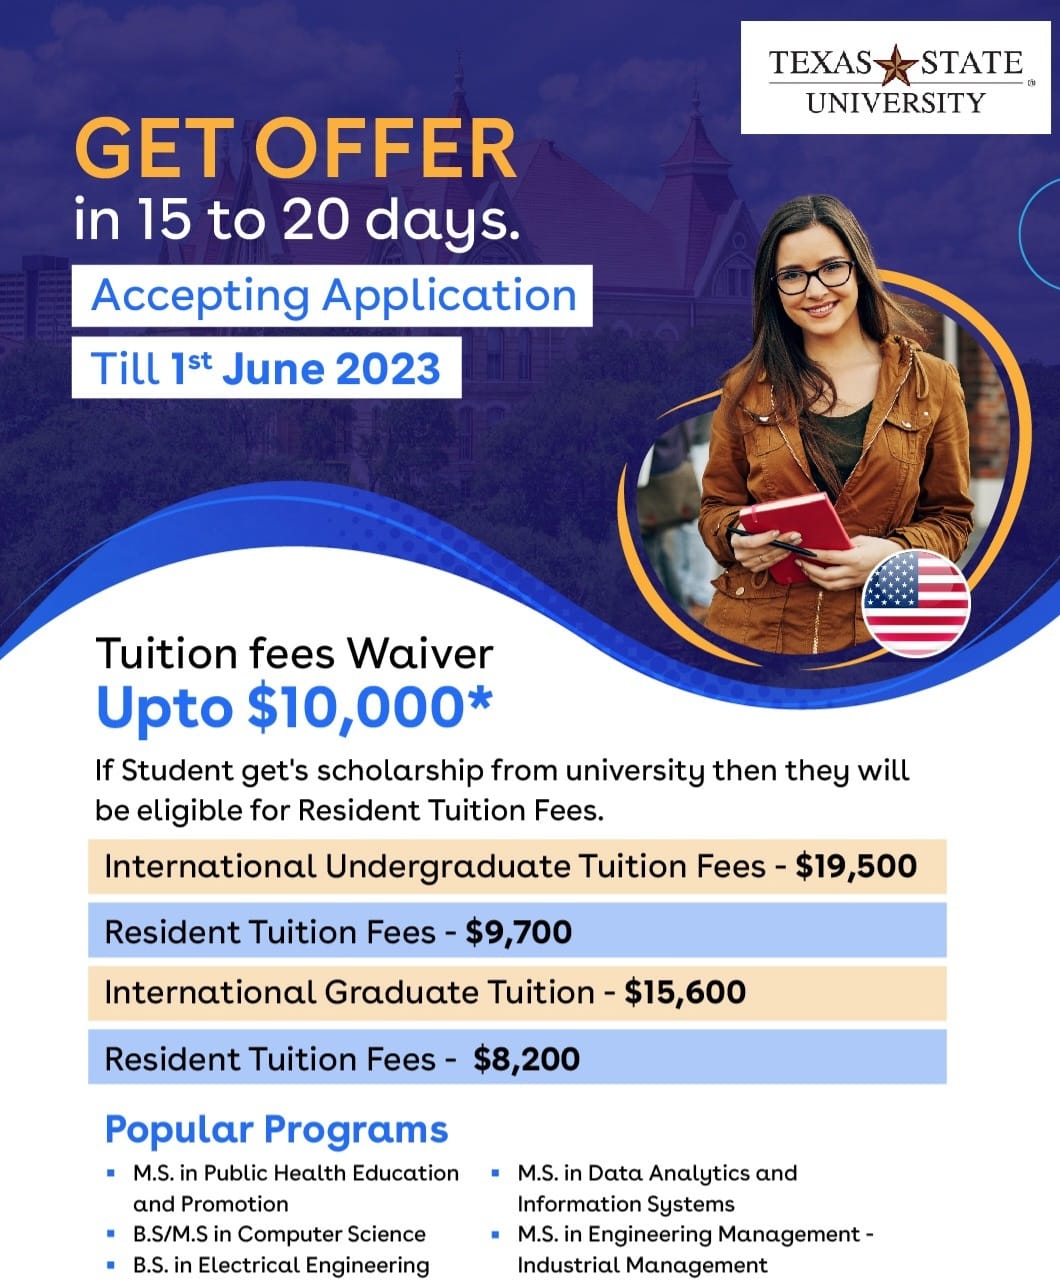 TEXAS STATE
UNIVERSITY
GET OFFER
in 15 to 20 days.
Accepting Application
Till 1st June 2023
Tuition fees Waiver
Upto $10,000*
If Student get's scholarship from university then they will
be eligible for Resident Tuition Fees.
International Undergraduate Tuition Fees - $19,500
Resident Tuition Fees - $9,700
International Graduate Tuition - $15,600
Resident Tuition Fees - $8,200
Popular Programs
▪ M.S. in Public Health Education
and Promotion
▪ B.S/M.S in Computer Science
▪ B.S. in Electrical Engineering
▪ M.S. in Data Analytics and
Information Systems
▪ M.S. in Engineering Management -
Industrial Management